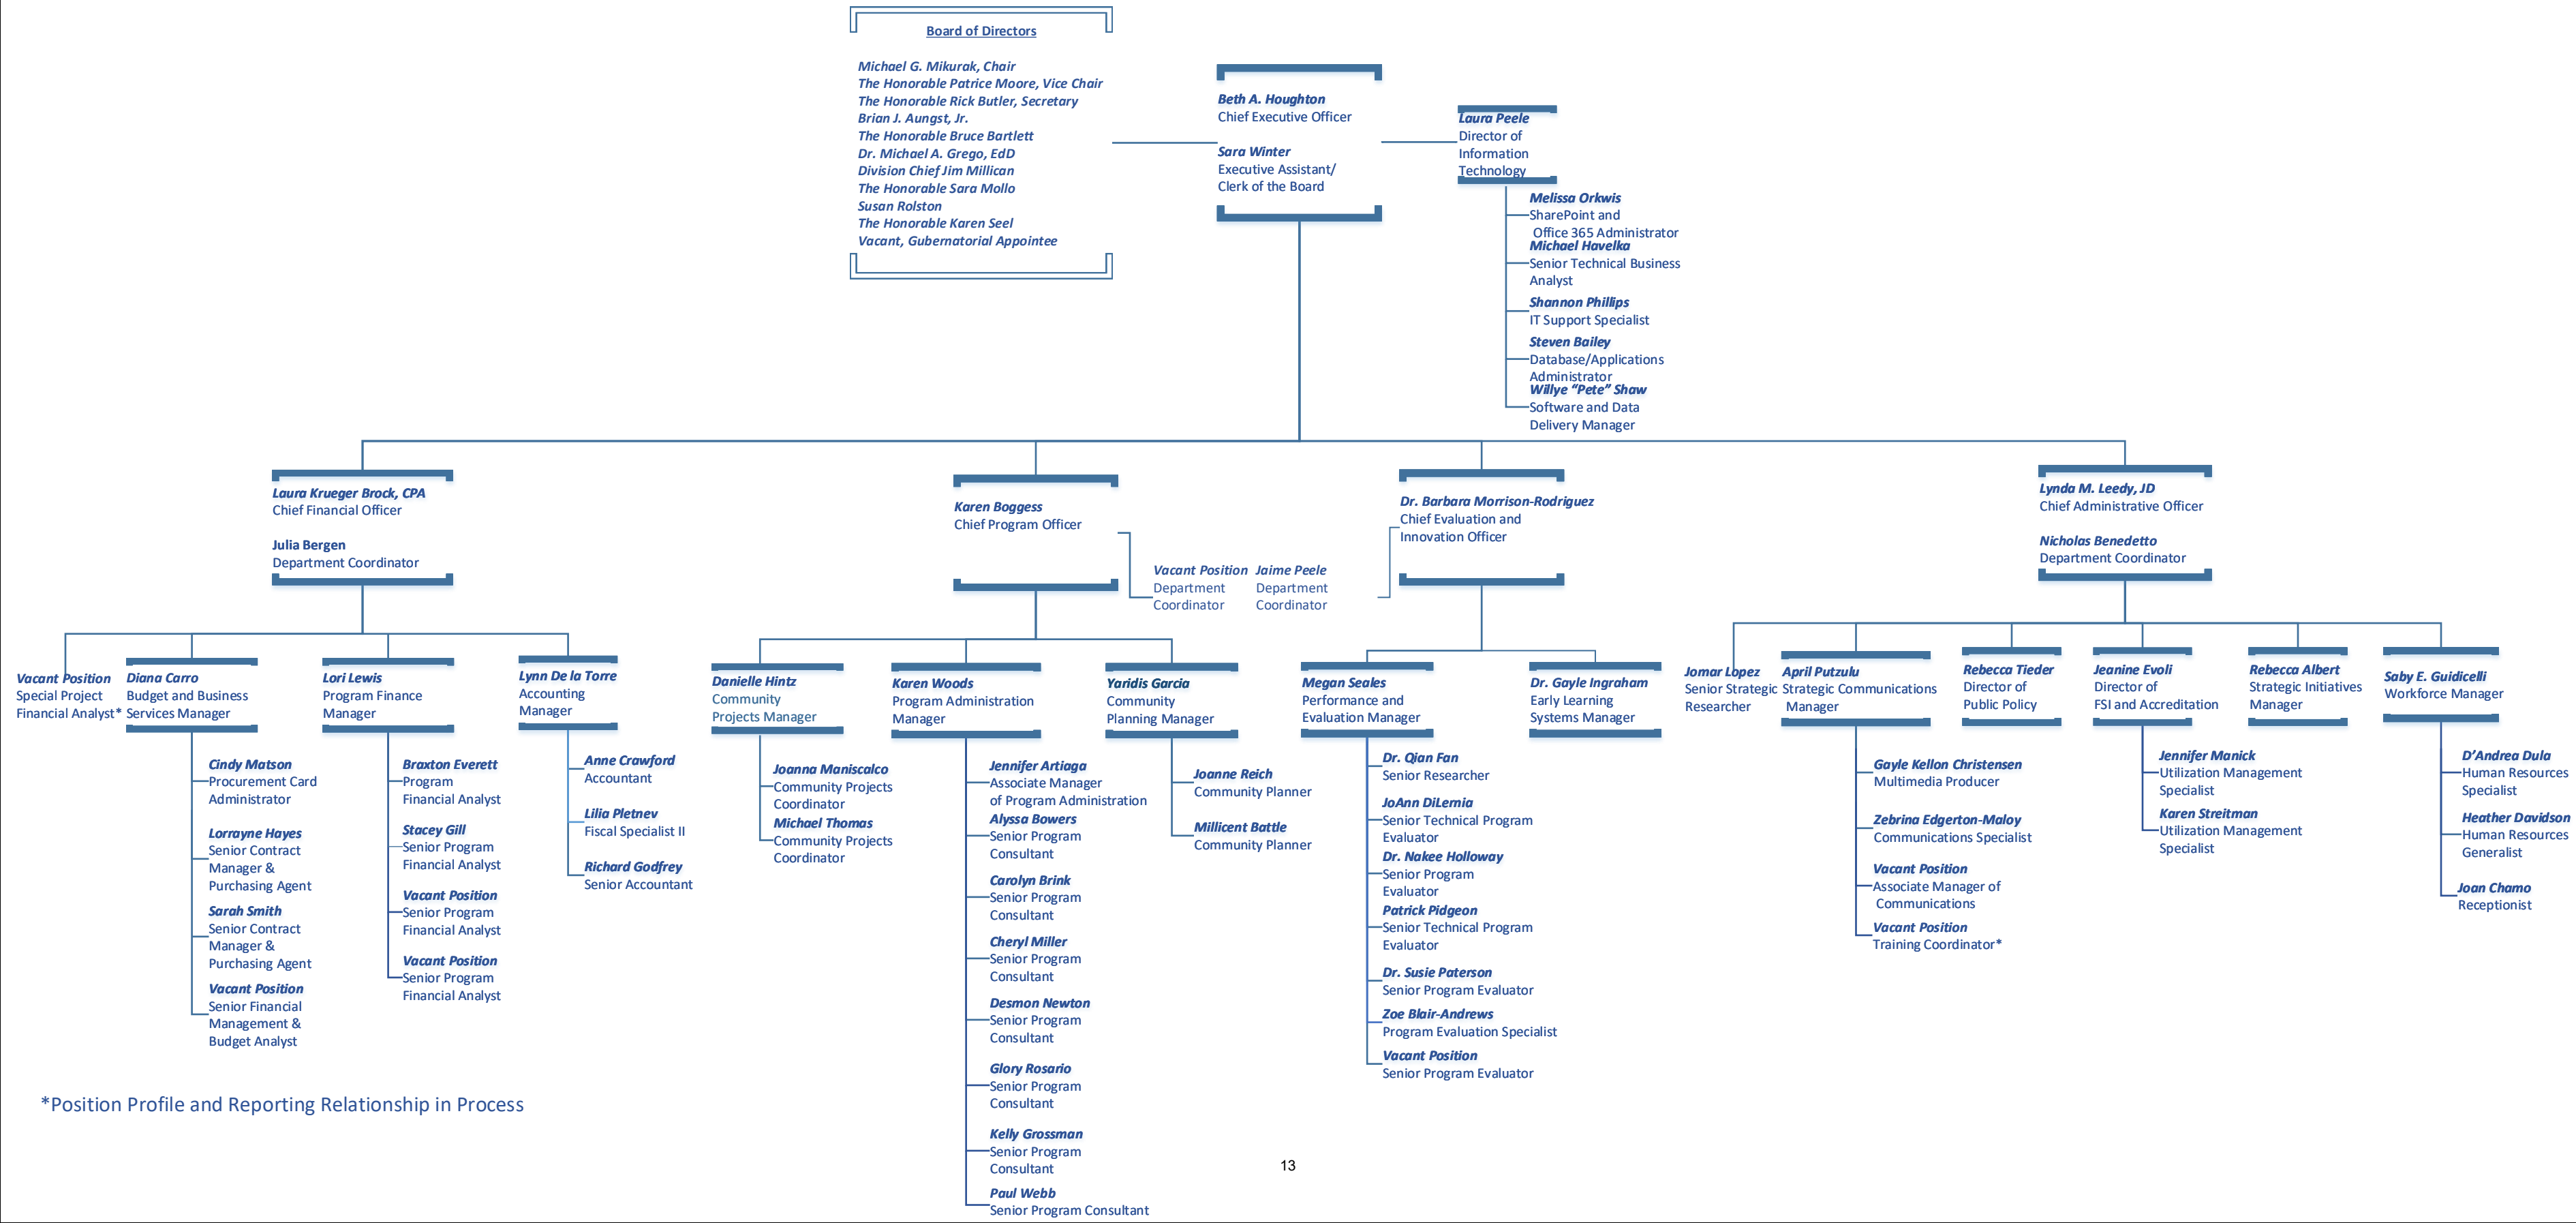 Board of Directors
Michael G. Mikurak, Chair
The Honorable Patrice Moore, Vice Chair
The Honorable Rick Butler, Secretary
Brian J. Aungst, Jr.
The Honorable Bruce Bartlett
Dr. Michael A. Grego, EdD
Division Chief Jim Millican
The Honorable Sara Mollo
Susan Rolston
The Honorable Karen Seel
Vacant, Gubernatorial Appointee
Beth A. Houghton
Chief Executive Officer
Sara Winter
Executive Assistant/
Clerk of the Board
Laura Peele
Director of
Information
Technology
Melissa Orkwis
SharePoint and
Office 365 Administrator
Michael Havelka
Senior Technical Business
Analyst
Shannon Phillips
IT Support Specialist
Steven Bailey
Database/Applications
Administrator
Willye “Pete” Shaw
Software and Data
Delivery Manager
Laura Krueger Brock, CPA
Chief Financial Officer
Julia Bergen
Department Coordinator
Karen Boggess
Chief Program Officer
Vacant Position
Department
Coordinator
Jaime Peele
Department
Coordinator
Dr. Barbara Morrison-Rodriguez
Chief Evaluation and
Innovation Officer
Lynda M. Leedy, JD
Chief Administrative Officer
Nicholas Benedetto
Department Coordinator
Vacant Position
Special Project
Financial Analyst*
Diana Carro
Budget and Business
Services Manager
Cindy Matson
Procurement Card
Administrator
Lorrayne Hayes
Senior Contract
Manager &
Purchasing Agent
Sarah Smith
Senior Contract
Manager &
Purchasing Agent
Vacant Position
Senior Financial
Management &
Budget Analyst
Lori Lewis
Program Finance
Manager
Braxton Everett
Program
Financial Analyst
Stacey Gill
Senior Program
Financial Analyst
Vacant Position
Senior Program
Financial Analyst
Vacant Position
Senior Program
Financial Analyst
Lynn De la Torre
Accounting
Manager
Anne Crawford
Accountant
Lilia Pletnev
Fiscal Specialist II
Richard Godfrey
Senior Accountant
Danielle Hintz
Community
Projects Manager
Joanna Maniscalco
Community Projects
Coordinator
Michael Thomas
Community Projects
Coordinator
Karen Woods
Program Administration
Manager
Jennifer Artiaga
Associate Manager
of Program Administration
Alyssa Bowers
Senior Program
Consultant
Carolyn Brink
Senior Program
Consultant
Cheryl Miller
Senior Program
Consultant
Desmon Newton
Senior Program
Consultant
Glory Rosario
Senior Program
Consultant
Kelly Grossman
Senior Program
Consultant
Paul Webb
Senior Program Consultant
Yaridis Garcia
Community
Planning Manager
Joanne Reich
Community Planner
Millicent Battle
Community Planner
Megan Seales
Performance and
Evaluation Manager
Dr. Qian Fan
Senior Researcher
JoAnn DiLernia
Senior Technical Program
Evaluator
Dr. Nakee Holloway
Senior Program
Evaluator
Patrick Pidgeon
Senior Technical Program
Evaluator
Dr. Susie Paterson
Senior Program Evaluator
Zoe Blair-Andrews
Program Evaluation Specialist
Vacant Position
Senior Program Evaluator
Dr. Gayle Ingraham
Early Learning
Systems Manager
Jomar Lopez
Senior Strategic
Researcher
April Putzulu
Strategic Communications
Manager
Gayle Kellon Christensen
Multimedia Producer
Zebrina Edgerton-Maloy
Communications Specialist
Vacant Position
Associate Manager of
Communications
Vacant Position
Training Coordinator*
Rebecca Tieder
Director of
Public Policy
Jeanine Evoli
Director of
FSI and Accreditation
Jennifer Manick
Utilization Management
Specialist
Karen Streitman
Utilization Management
Specialist
Rebecca Albert
Strategic Initiatives
Manager
Saby E. Guidicelli
Workforce Manager
D’Andrea Dula
Human Resources
Specialist
Heather Davidson
Human Resources
Generalist
Joan Chamo
Receptionist
*Position Profile and Reporting Relationship in Process
13